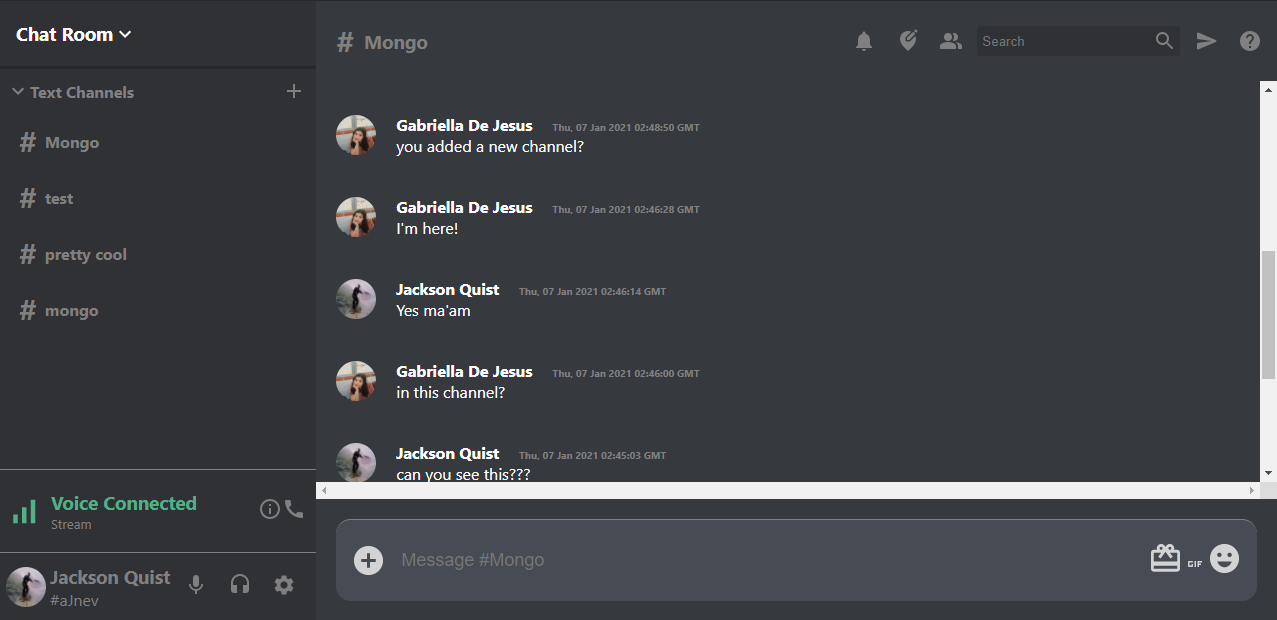 Chat Room
Text Channels
# Mongo
# test
# pretty cool
# mongo
Voice Connected
Stream
Jackson Quist
#aJnev
# Mongo
Search
Gabriella De Jesus Thu, 07 Jan 2021 02:48:50 GMT
you added a new channel?
Gabriella De Jesus Thu, 07 Jan 2021 02:46:28 GMT
I'm here!
Jackson Quist Thu, 07 Jan 2021 02:46:14 GMT
Yes ma'am
Gabriella De Jesus Thu, 07 Jan 2021 02:46:00 GMT
in this channel?
Jackson Quist Thu, 07 Jan 2021 02:45:03 GMT
can you see this???
Message #Mongo
GIF